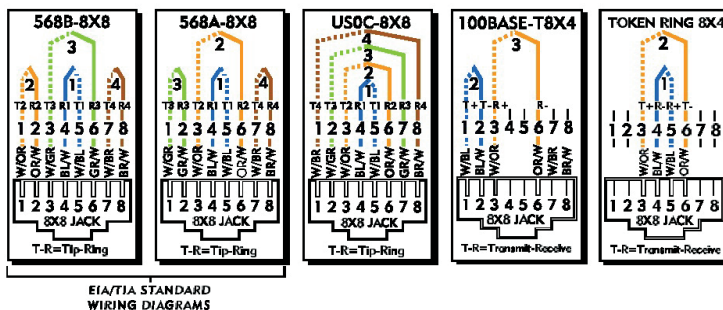 568B-8X8
3
2
1
4
T2 R2 T3 R1 T1 R3 T4 R4
1 2 3 4 5 6 7 8
W/OR OR/W W/GR BL/W W/BL GR/W W/BR BR/W
1 2 3 4 5 6 7 8
8X8 JACK
T-R=Tip-Ring
568A-8X8
2
3
1
4
T3 R3 T2 R1 T1 R2 T4 R4
1 2 3 4 5 6 7 8
W/GR GR/W W/OR BL/W W/BL OR/W W/BR BR/W
1 2 3 4 5 6 7 8
8X8 JACK
T-R=Tip-Ring
EIA/TIA STANDARD
WIRING DIAGRAMS
USOC-8X8
4
3
2
1
T4 T3 T2 R1 T1 R2 R3 R4
1 2 3 4 5 6 7 8
W/BR W/GR W/OR BL/W W/BL OR/W GR/W BR/W
1 2 3 4 5 6 7 8
8X8 JACK
T-R=Tip-Ring
100BASE-T8X4
3
2
T+ T- R+ R-
1 2 3 4 5 6 7 8
W/BL BL/W W/OR OR/W W/BR BR/W
1 2 3 4 5 6 7 8
8X8 JACK
T-R=Transmit-Receive
TOKEN RING 8X4
2
1
T+ R- R+ T-
1 2 3 4 5 6 7 8
W/OR BL/W W/BL OR/W
1 2 3 4 5 6 7 8
8X8 JACK
T-R=Transmit-Receive